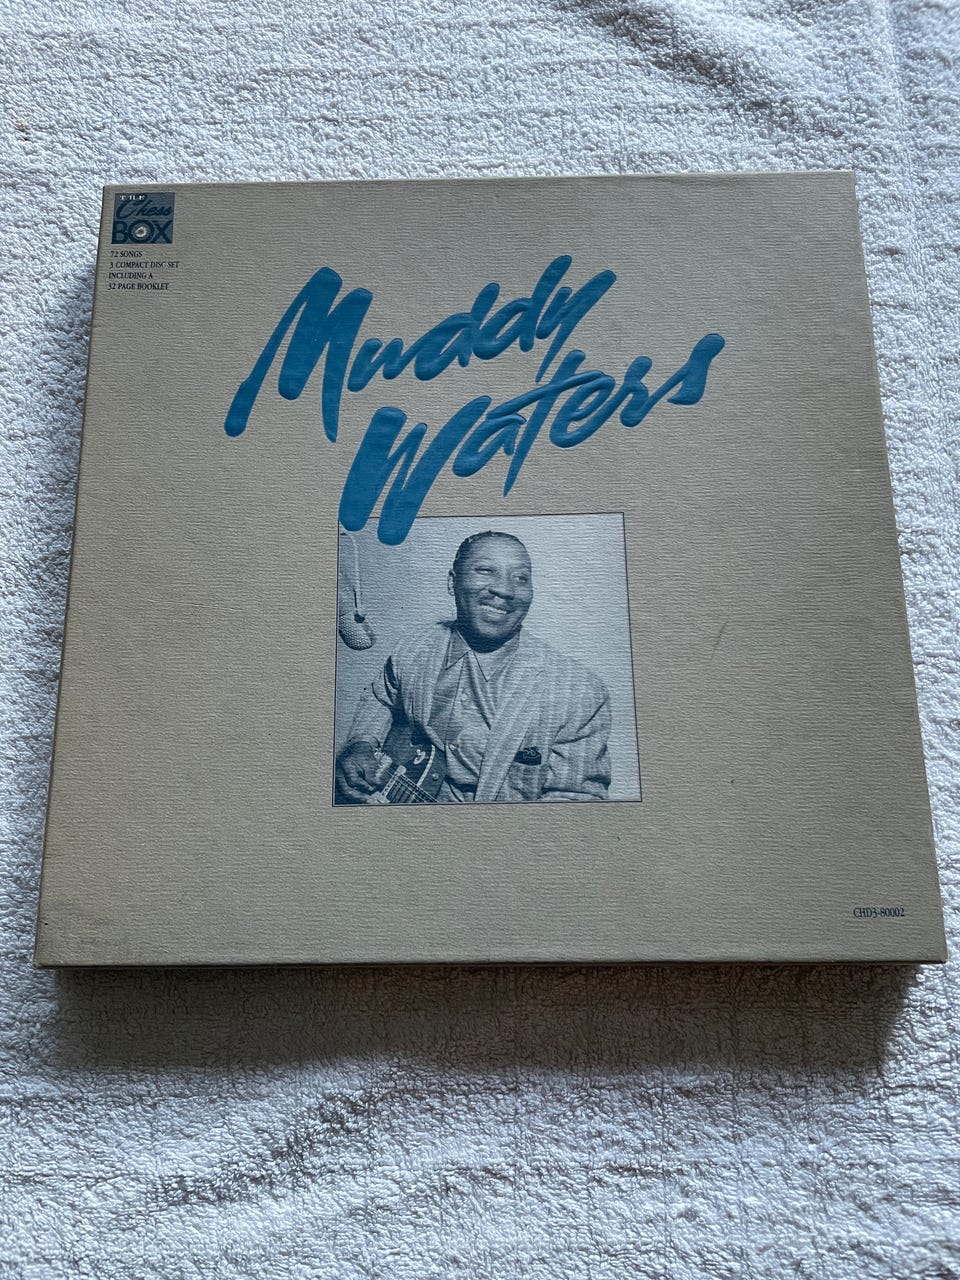 THE
Chess
BOX
72 SONGS
3 COMPACT DISC SET
INCLUDING A
32 PAGE BOOKLET
Muddy
Waters
CHD3-80002